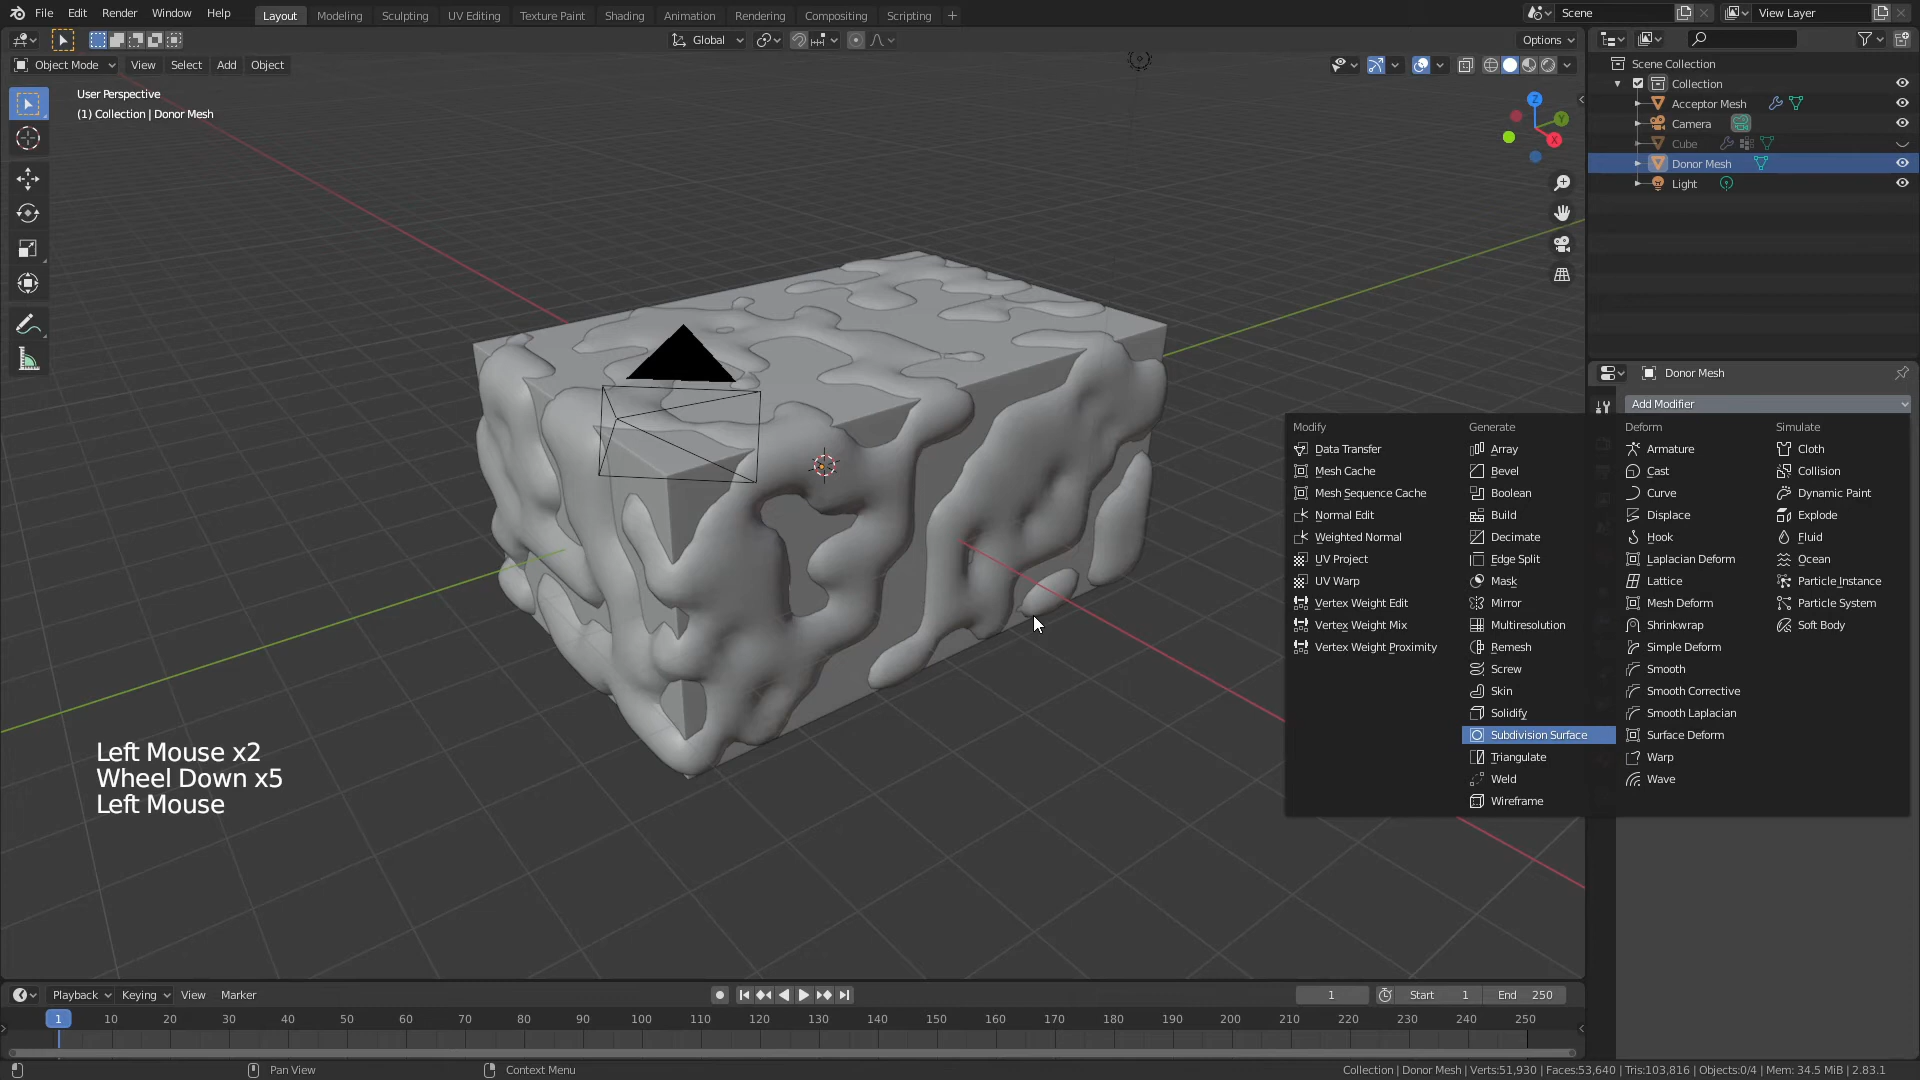 File Edit Render Window Help
Layout Modeling Sculpting UV Editing Texture Paint Shading Animation Rendering Compositing Scripting +
Scene
View Layer
Global
Options
Object Mode View Select Add Object
User Perspective
(1) Collection | Donor Mesh
Z
Y
X
Scene Collection
Collection
Acceptor Mesh
Camera
Cube
Donor Mesh
Light
Donor Mesh
Add Modifier
Modify
Data Transfer
Mesh Cache
Mesh Sequence Cache
Normal Edit
Weighted Normal
UV Project
UV Warp
Vertex Weight Edit
Vertex Weight Mix
Vertex Weight Proximity
Generate
Array
Bevel
Boolean
Build
Decimate
Edge Split
Mask
Mirror
Multiresolution
Remesh
Screw
Skin
Solidify
Subdivision Surface
Triangulate
Weld
Wireframe
Deform
Armature
Cast
Curve
Displace
Hook
Laplacian Deform
Lattice
Mesh Deform
Shrinkwrap
Simple Deform
Smooth
Smooth Corrective
Smooth Laplacian
Surface Deform
Warp
Wave
Simulate
Cloth
Collision
Dynamic Paint
Explode
Fluid
Ocean
Particle Instance
Particle System
Soft Body
Left Mouse x2
Wheel Down x5
Left Mouse
Playback Keying View Marker
1
Start 1
End 250
1 10 20 30 40 50 60 70 80 90 100 110 120 130 140 150 160 170 180 190 200 210 220 230 240 250
Pan View
Context Menu
Collection | Donor Mesh | Verts:51,930 | Faces:53,640 | Tris:103,816 | Objects:0/4 | Mem: 34.5 MiB | 2.83.1